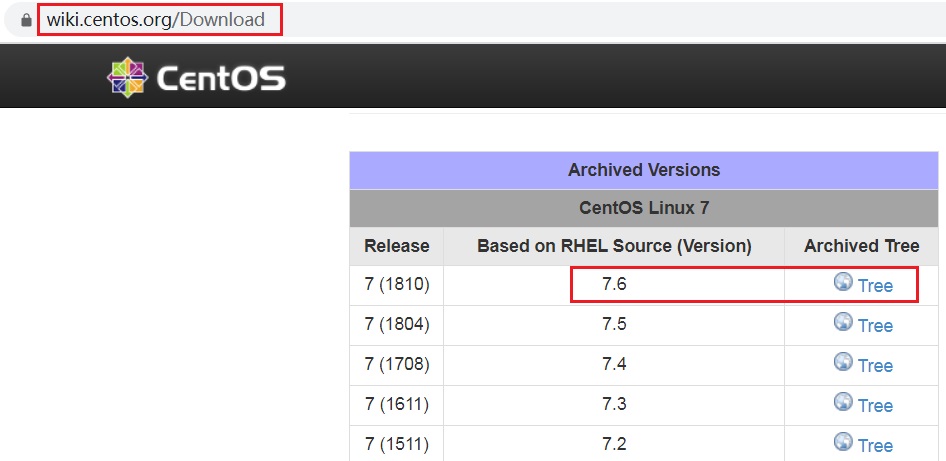 wiki.centos.org/Download
CentOS
Archived Versions
CentOS Linux 7
Release Based on RHEL Source (Version) Archived Tree
7 (1810) 7.6 Tree
7 (1804) 7.5 Tree
7 (1708) 7.4 Tree
7 (1611) 7.3 Tree
7 (1511) 7.2 Tree